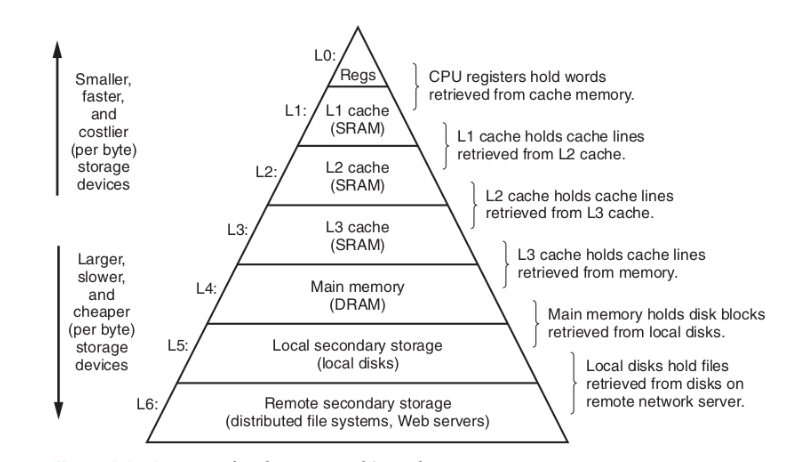 L0:
Regs
CPU registers hold words
retrieved from cache memory.
Smaller,
faster,
and
costlier
(per byte)
storage
devices
L1:
L1 cache
(SRAM)
L1 cache holds cache lines
retrieved from L2 cache.
L2:
L2 cache
(SRAM)
L2 cache holds cache lines
retrieved from L3 cache.
L3:
L3 cache
(SRAM)
L3 cache holds cache lines
retrieved from memory.
Larger,
slower,
and
cheaper
(per byte)
storage
devices
L4:
Main memory
(DRAM)
Main memory holds disk blocks
retrieved from local disks.
L5:
Local secondary storage
(local disks)
Local disks hold files
retrieved from disks on
remote network server.
L6:
Remote secondary storage
(distributed file systems, Web servers)